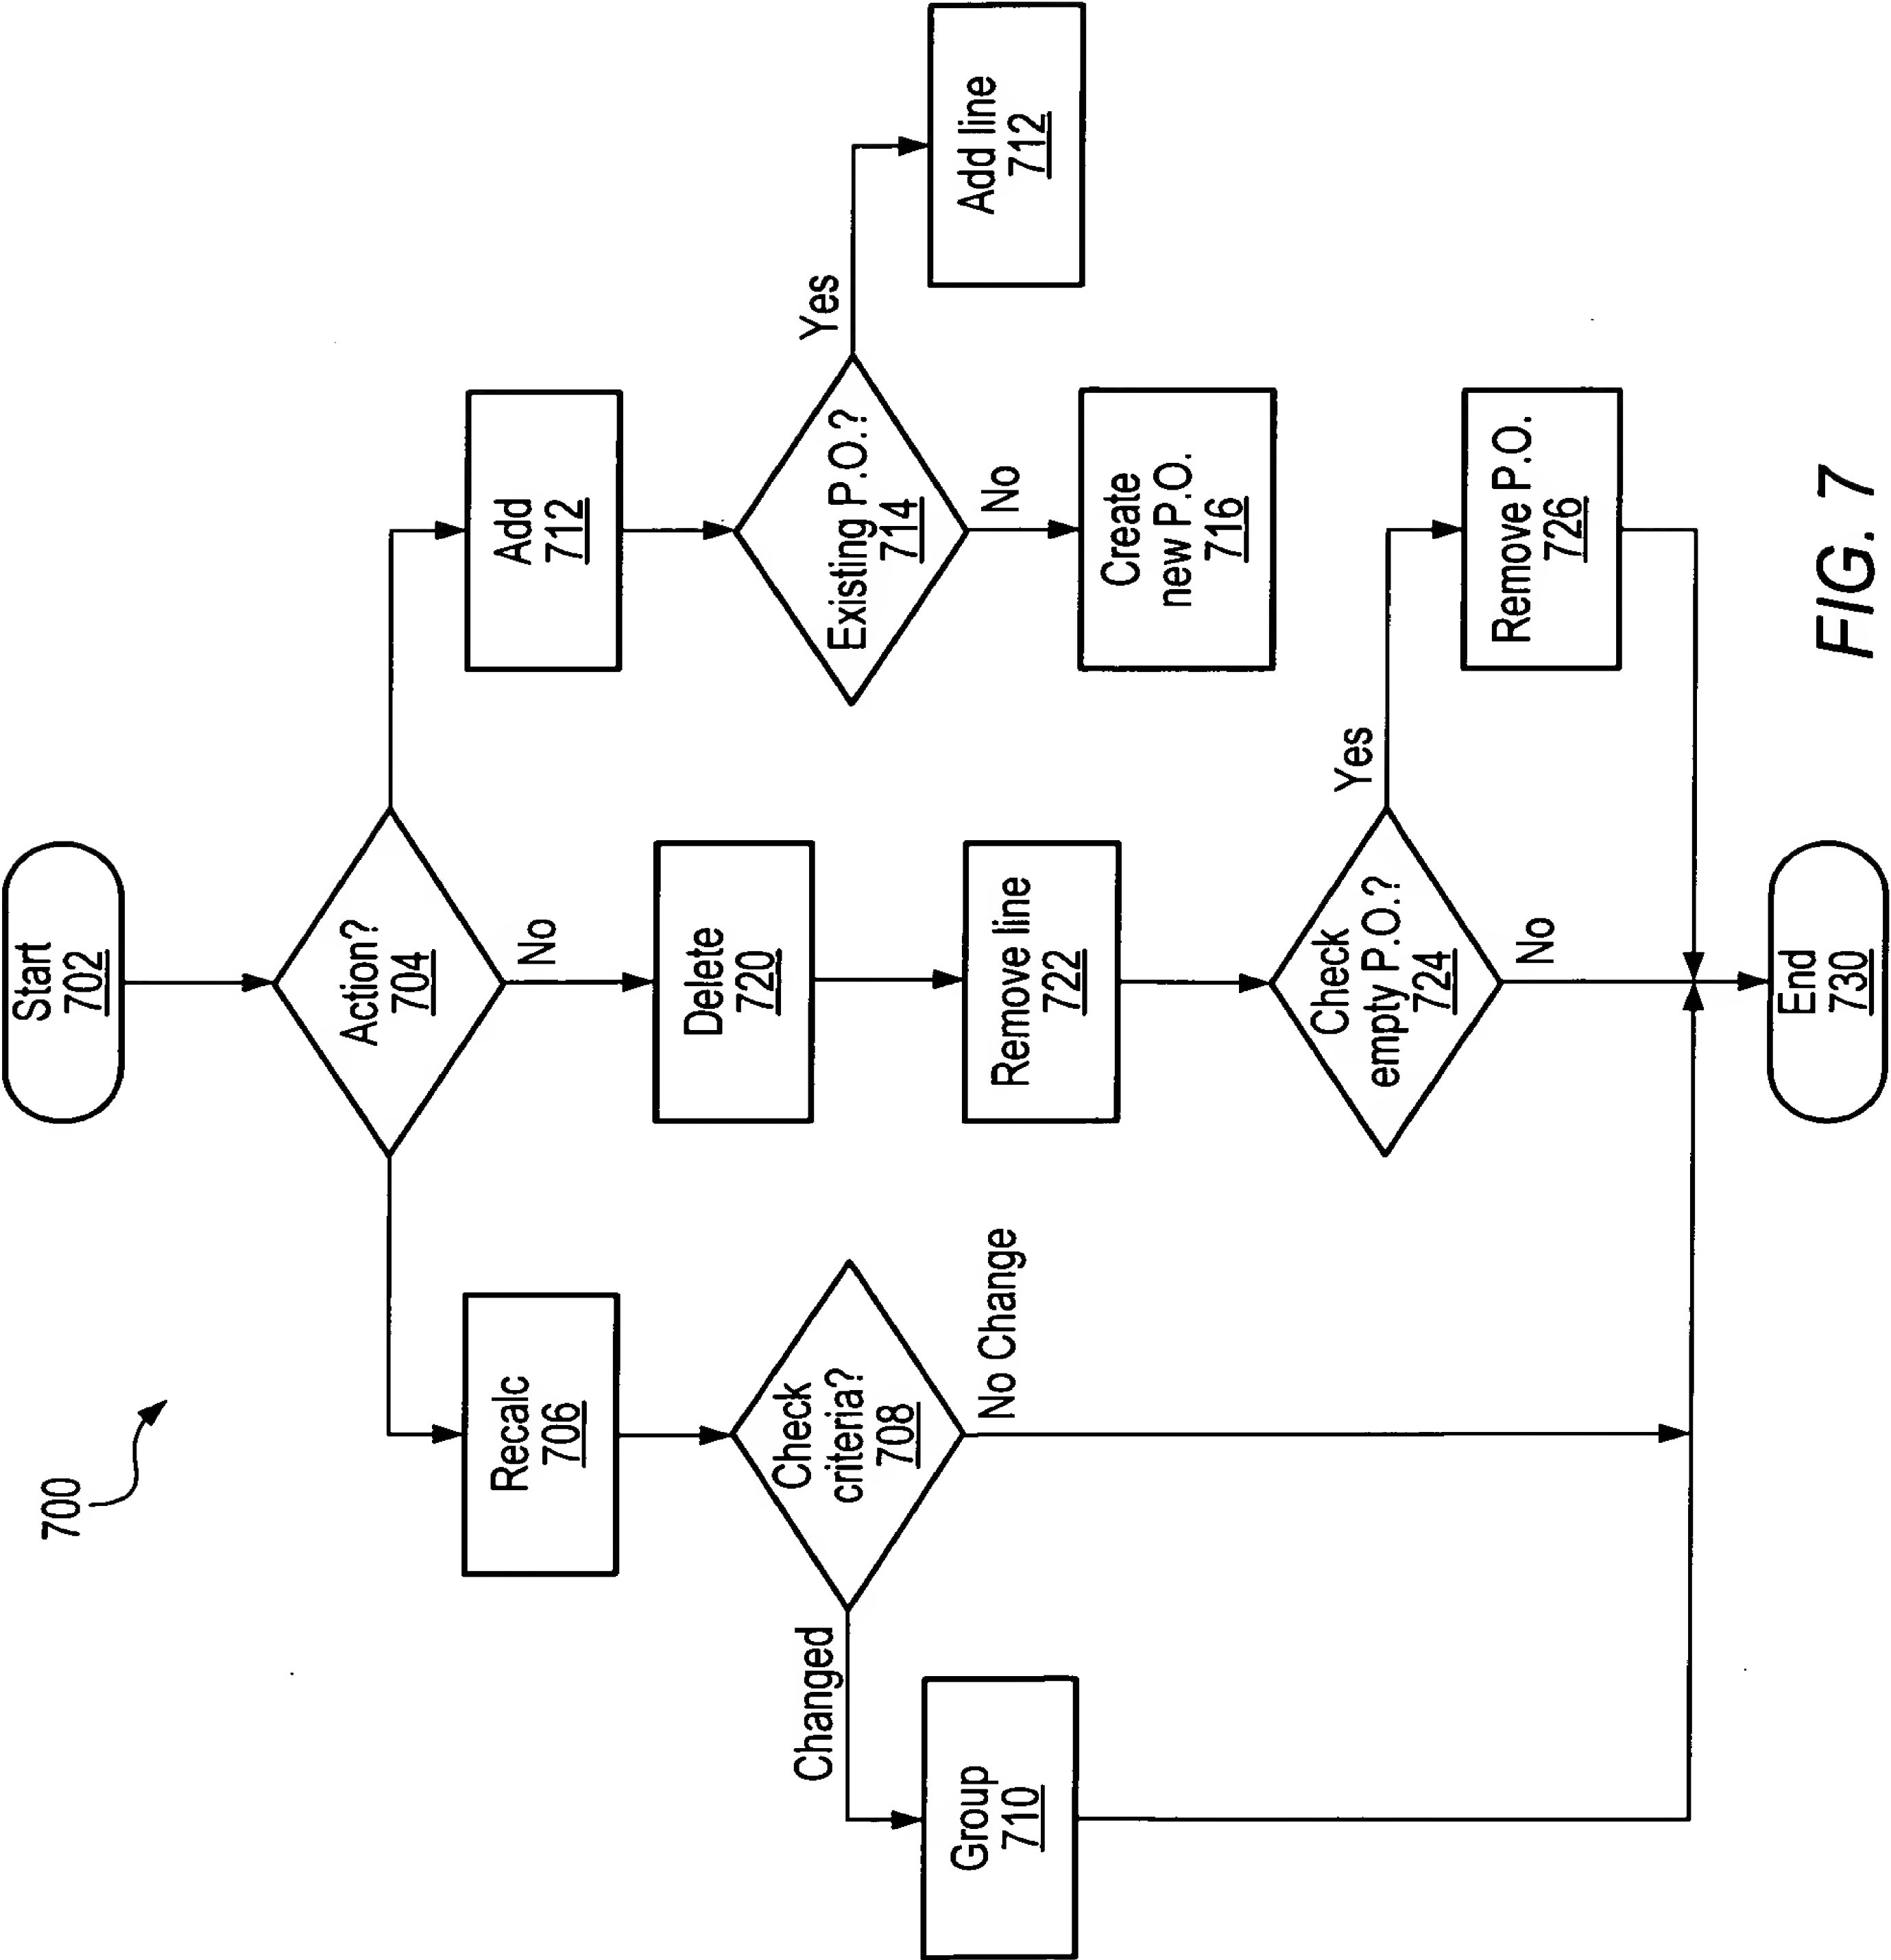 700
Start
702
Action?
704
No
Recalc
706
Delete
720
Add
712
Check
criteria?
708
Changed
No Change
Group
710
Remove line
722
Existing P.O.?
714
Yes
No
Add line
712
Create
new P.O.
716
Check
empty P.O.?
724
Yes
No
Remove P.O.
726
End
730
FIG. 7